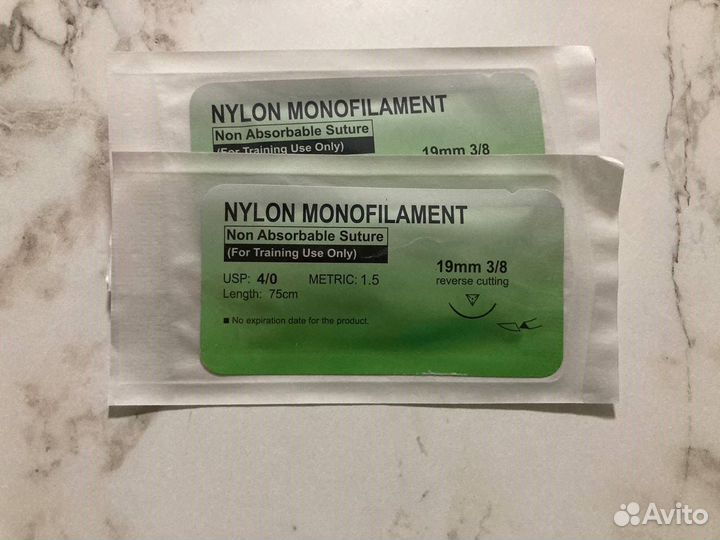 NYLON MONOFILAMENT
Non Absorbable Suture
(For Training Use Only)
19mm 3/8
NYLON MONOFILAMENT
Non Absorbable Suture
(For Training Use Only)
USP: 4/0 METRIC: 1.5
Length: 75cm
19mm 3/8
reverse cutting
■ No expiration date for the product.
Avito